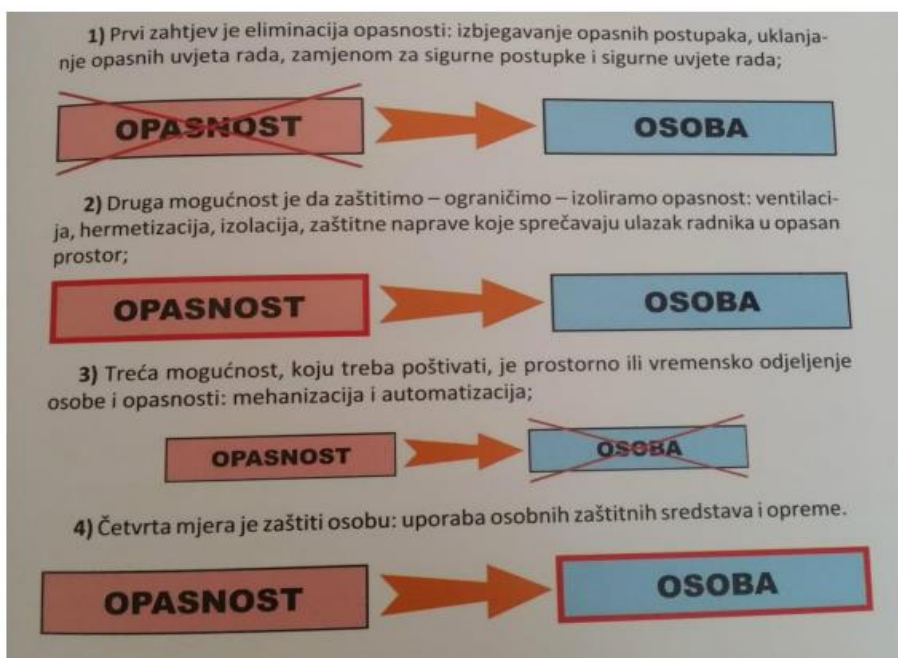 1) Prvi zahtjev je eliminacija opasnosti: izbjegavanje opasnih postupaka, uklanja-
nje opasnih uvjeta rada, zamjenom za sigurne postupke i sigurne uvjete rada;
OPASNOST OSOBA
2) Druga mogućnost je da zaštitimo – ograničimo – izoliramo opasnost: ventilaci-
ja, hermetizacija, izolacija, zaštitne naprave koje sprečavaju ulazak radnika u opasan
prostor;
OPASNOST OSOBA
3) Treća mogućnost, koju treba poštivati, je prostorno ili vremensko odjeljenje
osobe i opasnosti: mehanizacija i automatizacija;
OPASNOST OSOBA
4) Četvrta mjera je zaštiti osobu: uporaba osobnih zaštitnih sredstava i opreme.
OPASNOST OSOBA